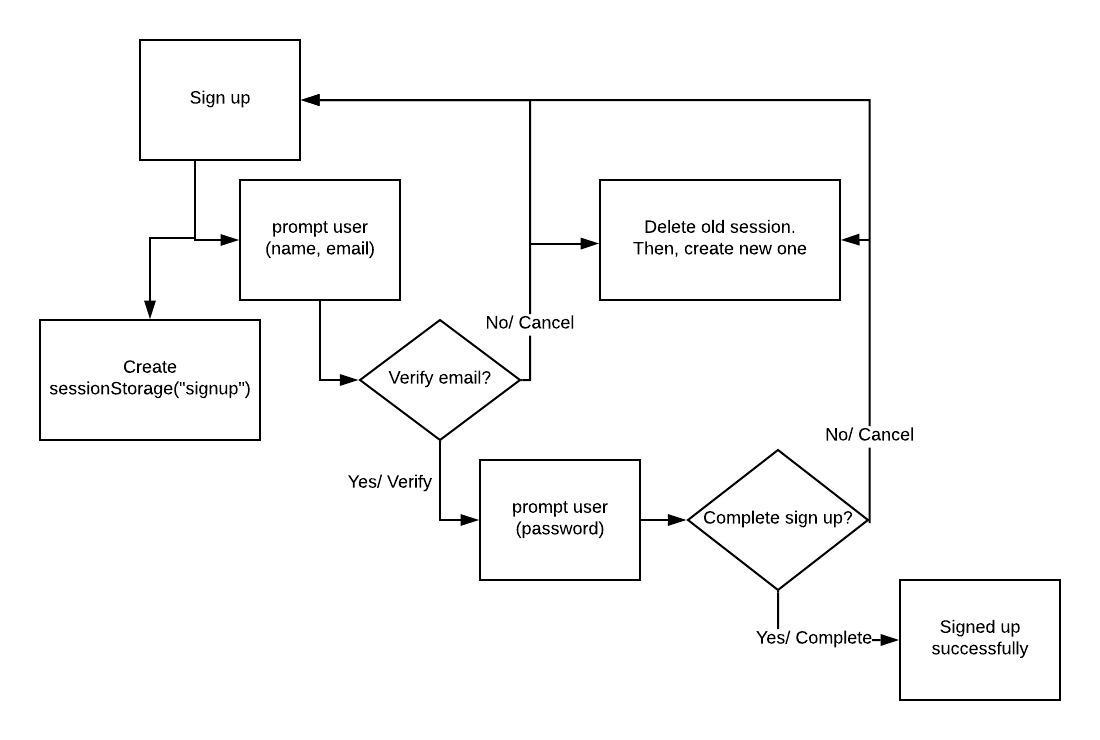 Sign up
prompt user
(name, email)
Delete old session.
Then, create new one
No/ Cancel
Create
sessionStorage("signup")
Verify email?
No/ Cancel
Yes/ Verify
prompt user
(password)
Complete sign up?
Yes/ Complete
Signed up
successfully